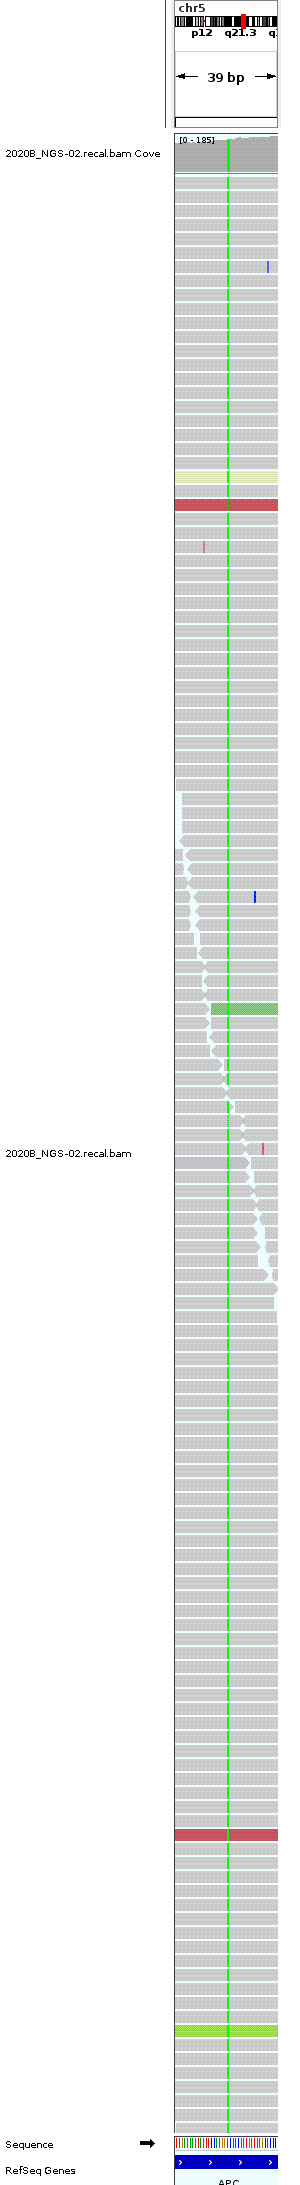 chr5
p12 q21.3
39 bp
[0 - 185]
2020B_NGS-02.recal.bam Cove
2020B_NGS-02.recal.bam
Sequence
RefSeq Genes
APC